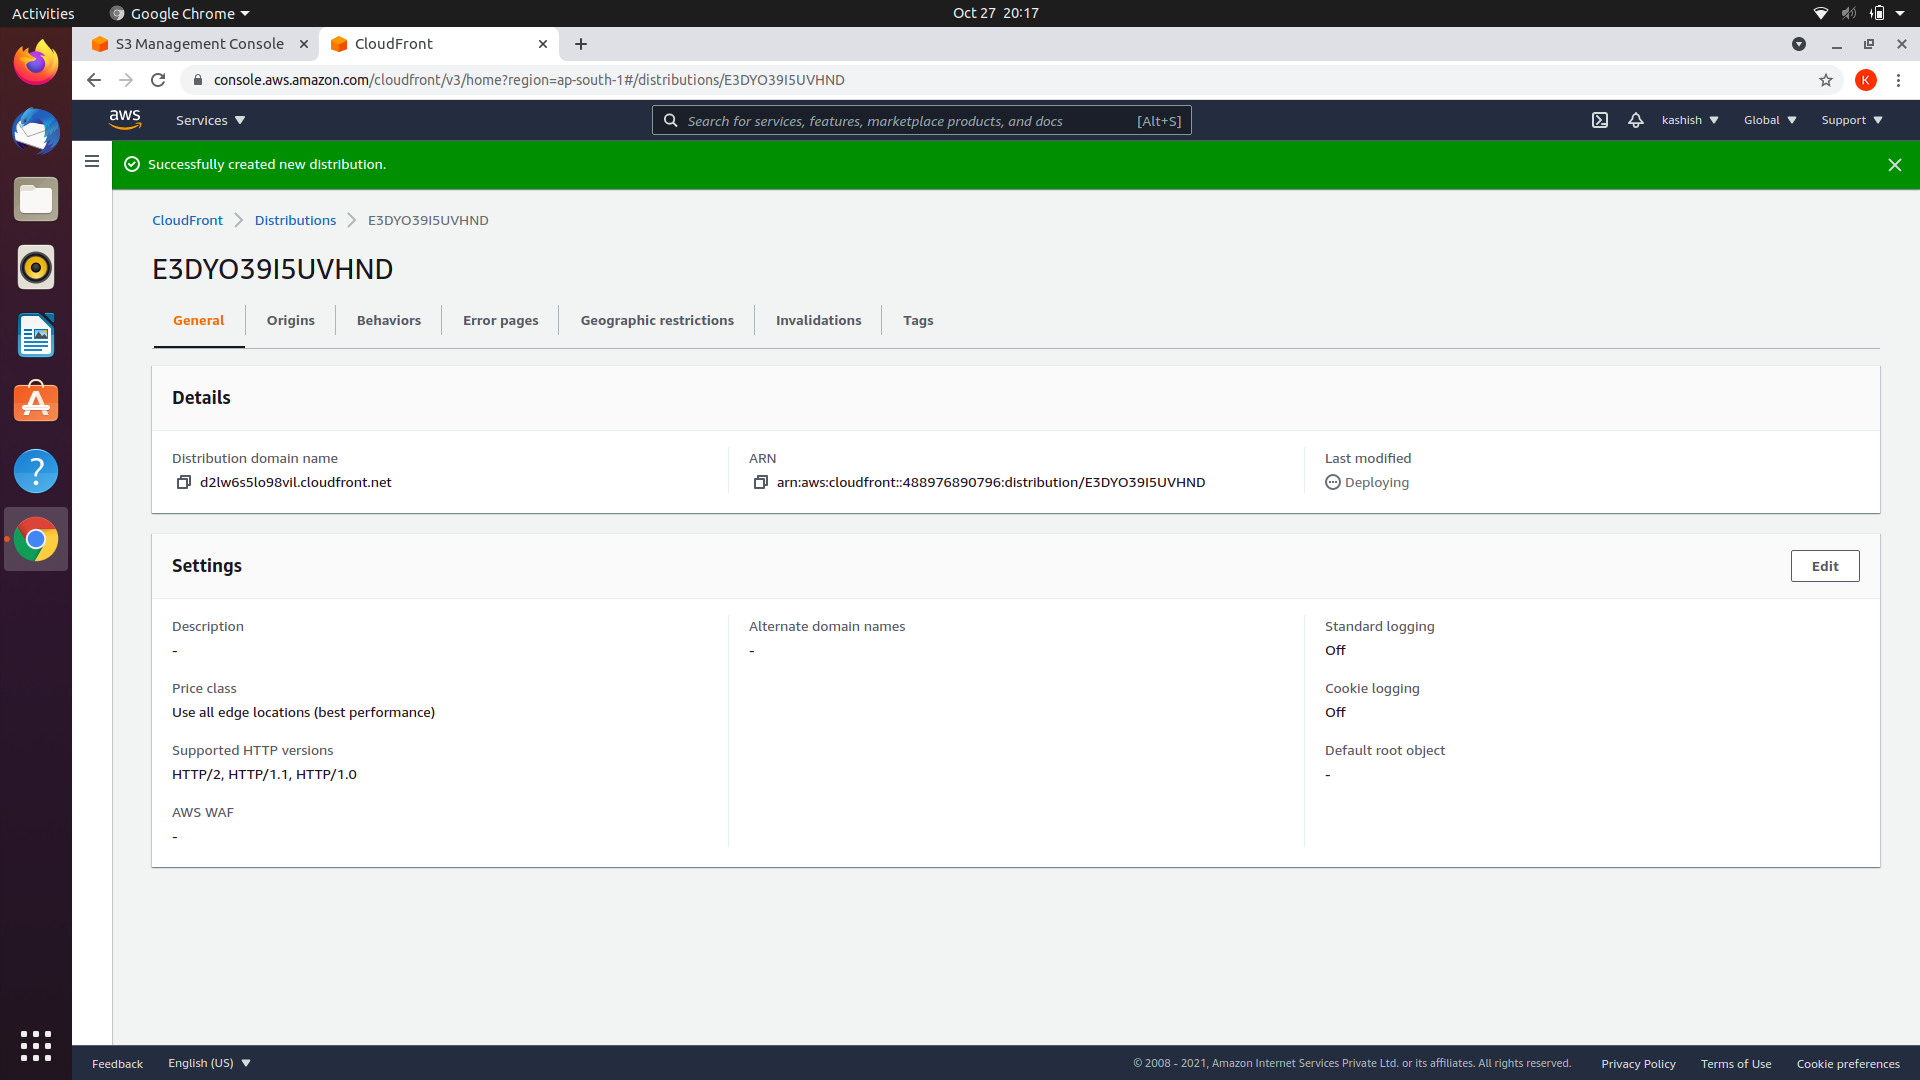 Activities
Google Chrome
Oct 27 20:17
S3 Management Console
CloudFront
console.aws.amazon.com/cloudfront/v3/home?region=ap-south-1#/distributions/E3DYO39I5UVHND
K
aws
Services
Search for services, features, marketplace products, and docs
[Alt+S]
kashish
Global
Support
Successfully created new distribution.
CloudFront
Distributions
E3DYO39I5UVHND
E3DYO39I5UVHND
General
Origins
Behaviors
Error pages
Geographic restrictions
Invalidations
Tags
Details
Distribution domain name
d2lw6s5lo98vil.cloudfront.net
ARN
arn:aws:cloudfront::488976890796:distribution/E3DYO39I5UVHND
Last modified
Deploying
Settings
Edit
Description
-
Price class
Use all edge locations (best performance)
Supported HTTP versions
HTTP/2, HTTP/1.1, HTTP/1.0
AWS WAF
-
Alternate domain names
-
Standard logging
Off
Cookie logging
Off
Default root object
-
Feedback
English (US)
© 2008 - 2021, Amazon Internet Services Private Ltd. or its affiliates. All rights reserved.
Privacy Policy
Terms of Use
Cookie preferences